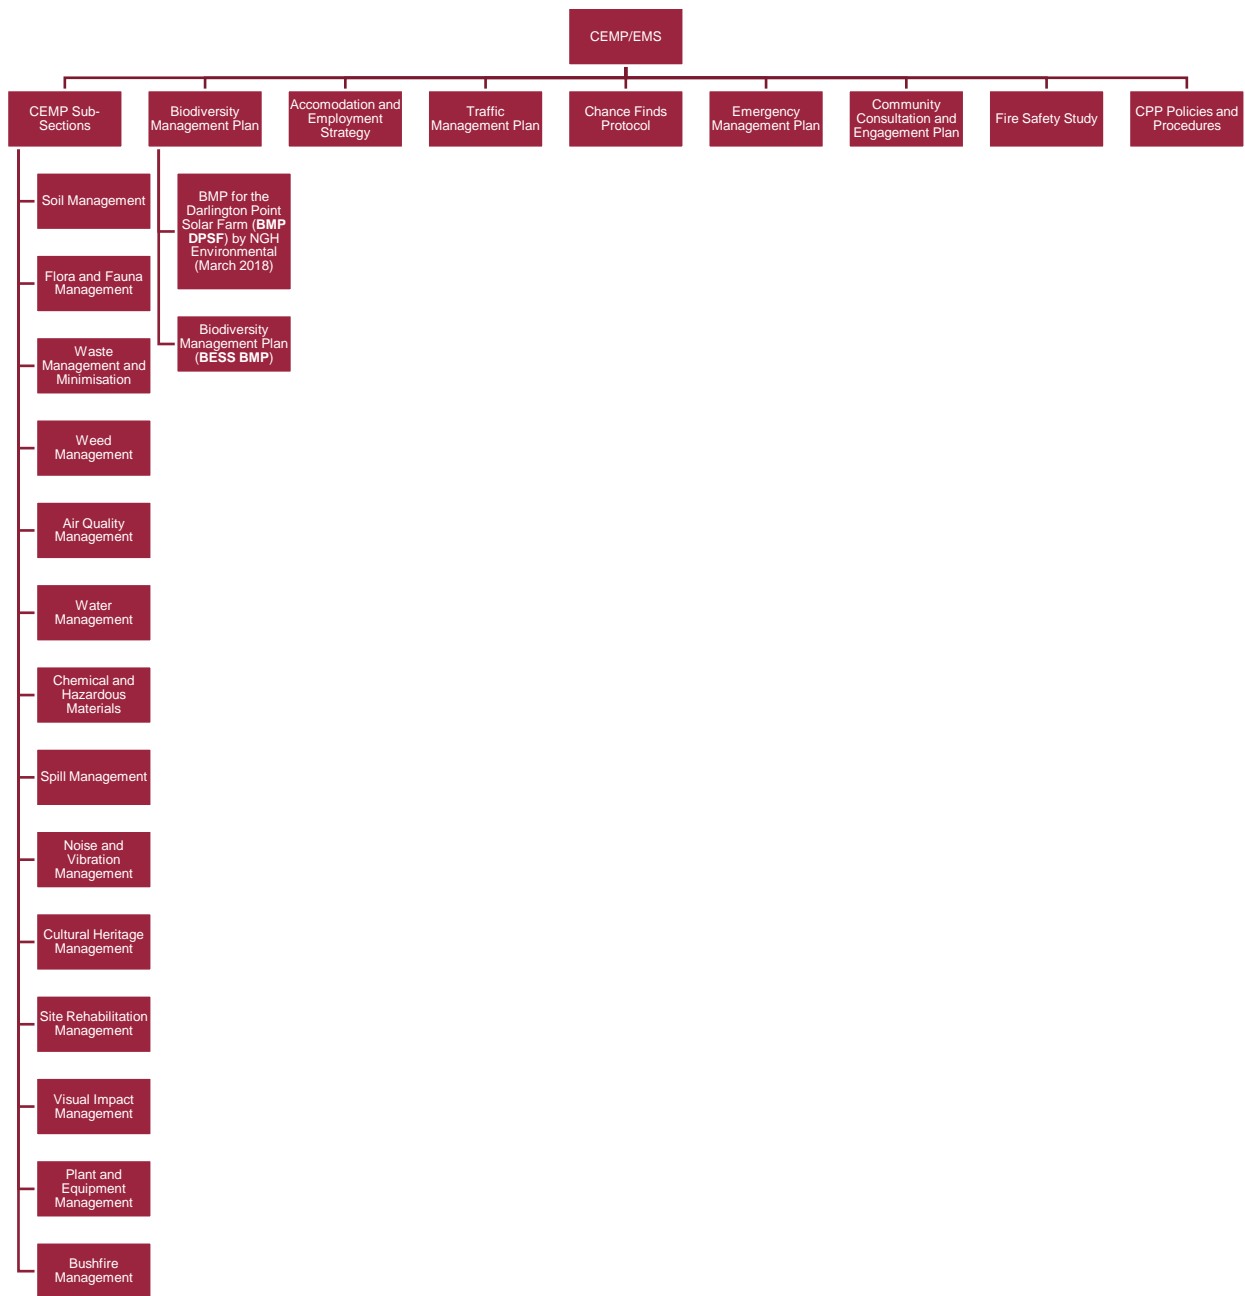 CEMP/EMS
CEMP Sub-
Sections
Biodiversity
Management Plan
Accomodation and
Employment
Strategy
Traffic
Management Plan
Chance Finds
Protocol
Emergency
Management Plan
Community
Consultation and
Engagement Plan
Fire Safety Study
CPP Policies and
Procedures
Soil Management
Flora and Fauna
Management
Waste
Management and
Minimisation
Weed
Management
Air Quality
Management
Water
Management
Chemical and
Hazardous
Materials
Spill Management
Noise and
Vibration
Management
Cultural Heritage
Management
Site Rehabilitation
Management
Visual Impact
Management
Plant and
Equipment
Management
Bushfire
Management
BMP for the
Darlington Point
Solar Farm (BMP
DPSF) by NGH
Environmental
(March 2018)
Biodiversity
Management Plan
(BESS BMP)